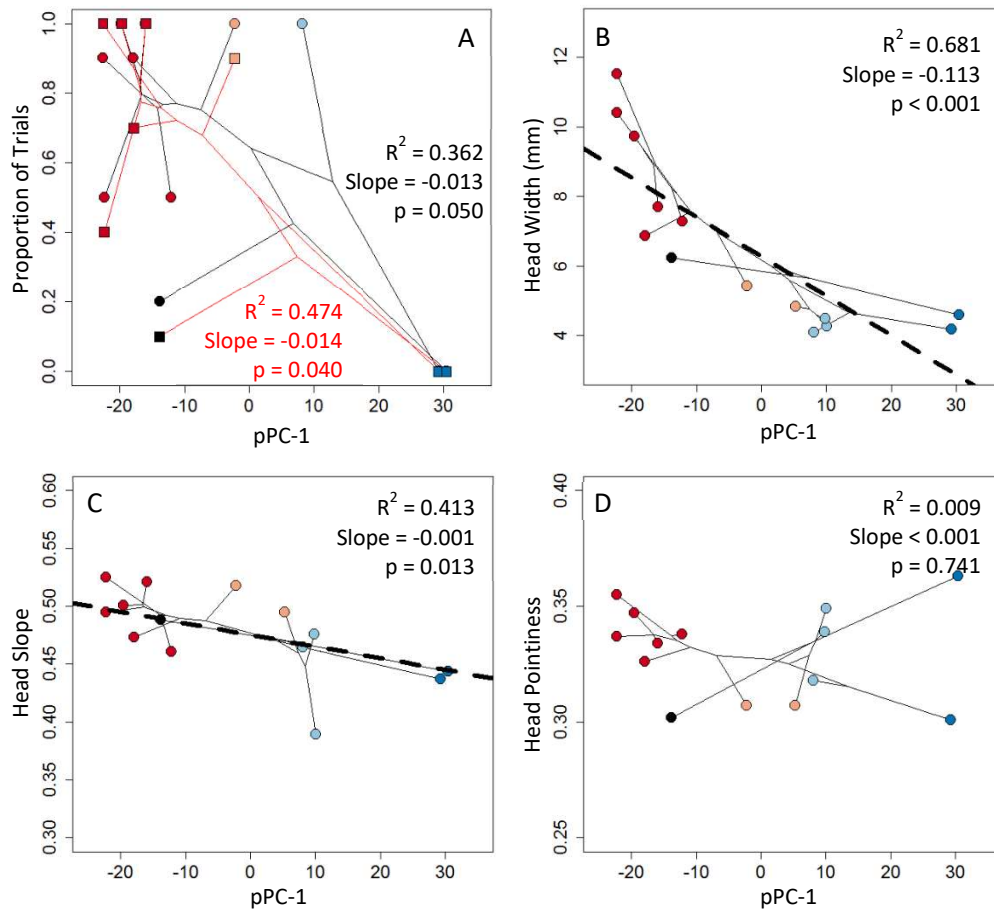 A
1.0
0.8
0.6
0.4
0.2
0.0
Proportion of Trials
R² = 0.362
Slope = -0.013
p = 0.050
R² = 0.474
Slope = -0.014
p = 0.040
-20 -10 0 10 20 30
pPC-1
B
12
10
8
6
4
Head Width (mm)
R² = 0.681
Slope = -0.113
p < 0.001
-20 -10 0 10 20 30
pPC-1
C
0.60
0.55
0.50
0.45
0.40
0.35
0.30
Head Slope
R² = 0.413
Slope = -0.001
p = 0.013
-20 -10 0 10 20 30
pPC-1
D
0.40
0.35
0.30
0.25
Head Pointiness
R² = 0.009
Slope < 0.001
p = 0.741
-20 -10 0 10 20 30
pPC-1